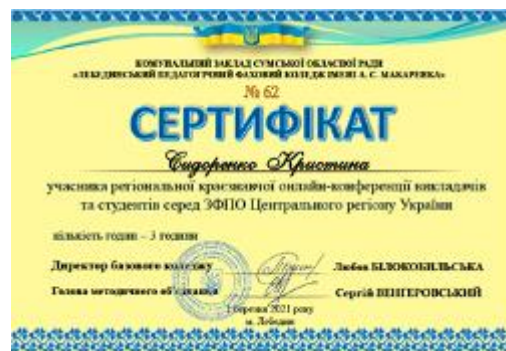 КОМУНАЛЬНИЙ ЗАКЛАД СУМСЬКОЇ ОБЛАСНОЇ РАДИ
«ЛЕБЕДИНСЬКИЙ ПЕДАГОГІЧНИЙ ФАХОВИЙ КОЛЕДЖ ІМЕНІ А. С. МАКАРЕНКА»
№ 62
СЕРТИФІКАТ
Сидоренко Кристина
учасника регіональної краєзнавчої онлайн-конференції викладачів
та студентів серед ЗФПО Центрального регіону України
кількість годин – 3 години
Директор базового коледжу Любов БІЛОКОБИЛЬСЬКА
Голова методичного об'єднання Сергій ВЕНГЕРОВСЬКИЙ
березня 2021 року
м. Лебедин